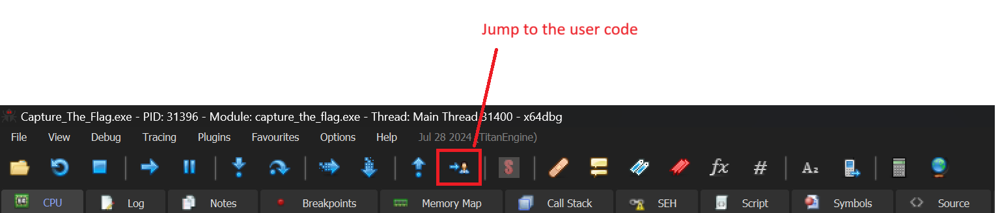 Jump to the user code
Capture_The_Flag.exe - PID: 31396 - Module: capture_the_flag.exe - Thread: Main Thread 31400 - x64dbg
File View Debug Tracing Plugins Favourites Options Help Jul 28 2024 (TitanEngine)
S fx # Az
CPU Log Notes Breakpoints Memory Map Call Stack SEH Script Symbols Source